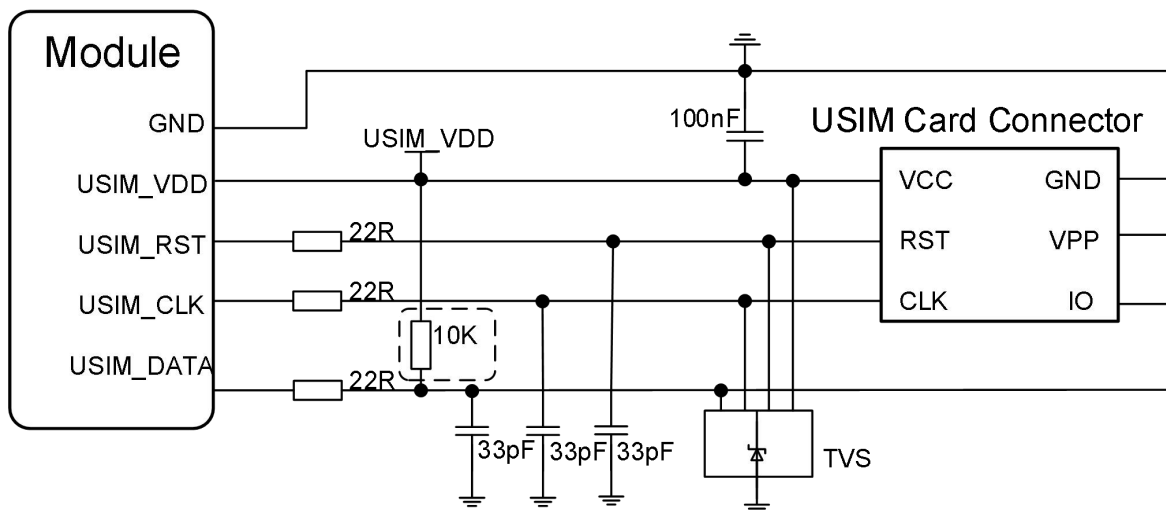 Module
GND
100nF
USIM Card Connector
USIM_VDD
USIM_VDD
VCC
GND
USIM_RST
22R
RST
VPP
USIM_CLK
22R
CLK
IO
10K
USIM_DATA
22R
33pF
33pF
33pF
TVS